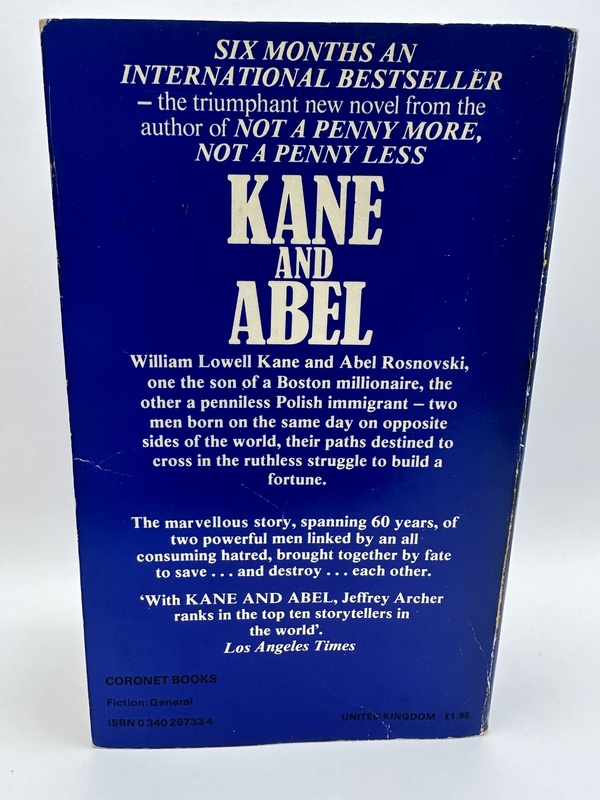 SIX MONTHS AN
INTERNATIONAL BESTSELLER
– the triumphant new novel from the
author of NOT A PENNY MORE,
NOT A PENNY LESS
KANE
AND
ABEL
William Lowell Kane and Abel Rosnovski,
one the son of a Boston millionaire, the
other a penniless Polish immigrant – two
men born on the same day on opposite
sides of the world, their paths destined to
cross in the ruthless struggle to build a
fortune.
The marvellous story, spanning 60 years, of
two powerful men linked by an all
consuming hatred, brought together by fate
to save . . . and destroy . . . each other.
‘With KANE AND ABEL, Jeffrey Archer
ranks in the top ten storytellers in
the world’.
Los Angeles Times
CORONET BOOKS
Fiction: General
ISBN 0 340 25733 4
UNITED KINGDOM £1.95